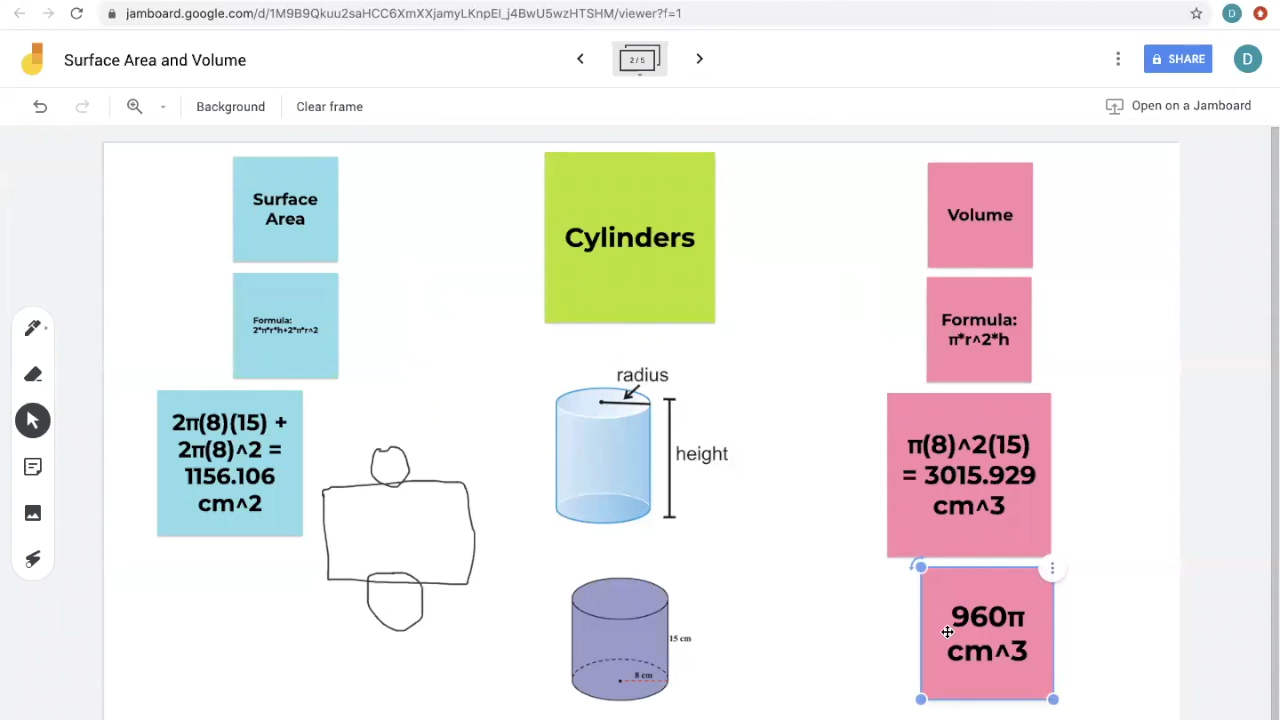 jamboard.google.com/d/1M9B9Qkuu2saHCC6XmXXjamyLKnpEl_j4BwU5wzHTSHM/viewer?f=1
D
Surface Area and Volume
2 / 5
SHARE
D
Background
Clear frame
Open on a Jamboard
Surface
Area
Formula:
2*π*r*h+2*π*r^2
2π(8)(15) +
2π(8)^2 =
1156.106
cm^2
Cylinders
radius
height
15 cm
8 cm
Volume
Formula:
π*r^2*h
π(8)^2(15)
= 3015.929
cm^3
960π
cm^3